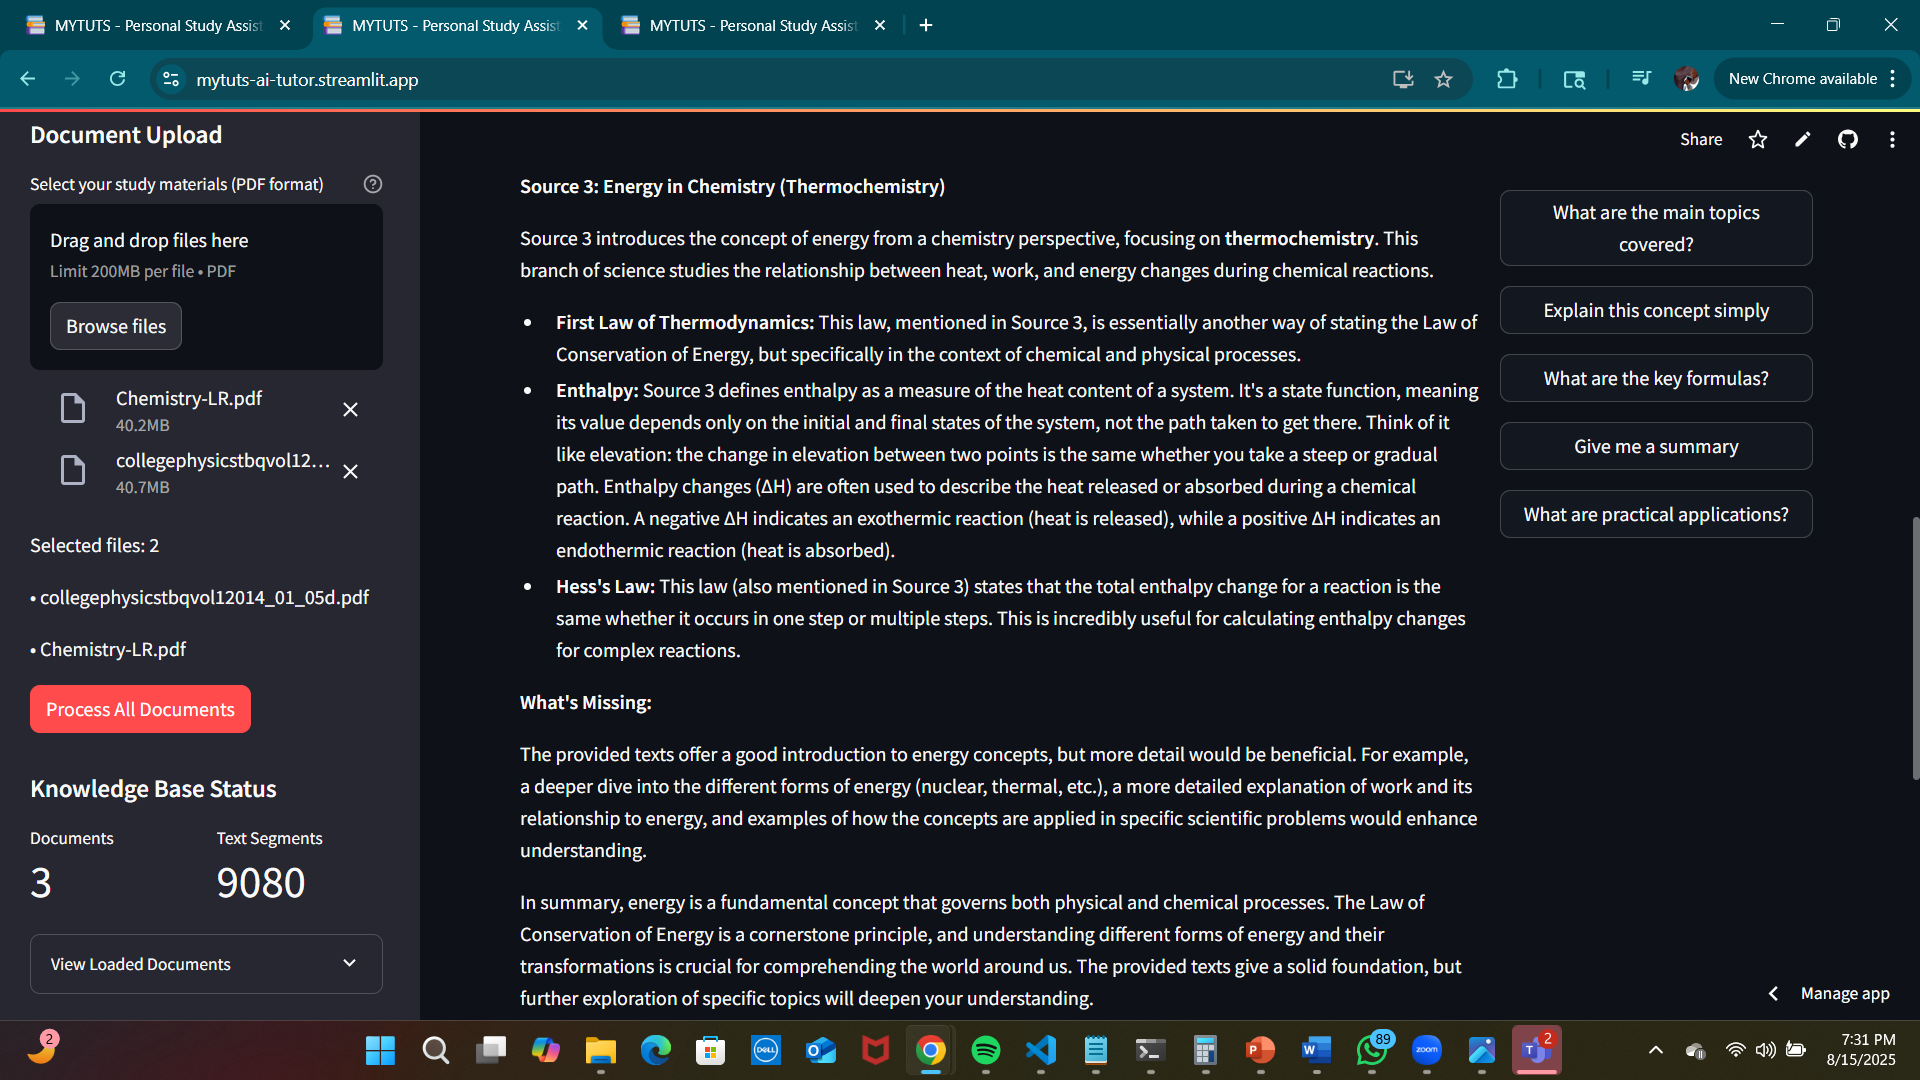 MYTUTS - Personal Study Assist
MYTUTS - Personal Study Assist
MYTUTS - Personal Study Assist
mytuts-ai-tutor.streamlit.app
New Chrome available
Document Upload
Select your study materials (PDF format)
Drag and drop files here
Limit 200MB per file • PDF
Browse files
Chemistry-LR.pdf
40.2MB
collegephysicstbqvol12...
40.7MB
Selected files: 2
• collegephysicstbqvol12014_01_05d.pdf
• Chemistry-LR.pdf
Process All Documents
Knowledge Base Status
Documents
Text Segments
3
9080
View Loaded Documents
Share
Source 3: Energy in Chemistry (Thermochemistry)
Source 3 introduces the concept of energy from a chemistry perspective, focusing on thermochemistry. This
branch of science studies the relationship between heat, work, and energy changes during chemical reactions.
• First Law of Thermodynamics: This law, mentioned in Source 3, is essentially another way of stating the Law of
Conservation of Energy, but specifically in the context of chemical and physical processes.
• Enthalpy: Source 3 defines enthalpy as a measure of the heat content of a system. It's a state function, meaning
its value depends only on the initial and final states of the system, not the path taken to get there. Think of it
like elevation: the change in elevation between two points is the same whether you take a steep or gradual
path. Enthalpy changes (ΔH) are often used to describe the heat released or absorbed during a chemical
reaction. A negative ΔH indicates an exothermic reaction (heat is released), while a positive ΔH indicates an
endothermic reaction (heat is absorbed).
• Hess's Law: This law (also mentioned in Source 3) states that the total enthalpy change for a reaction is the
same whether it occurs in one step or multiple steps. This is incredibly useful for calculating enthalpy changes
for complex reactions.
What's Missing:
The provided texts offer a good introduction to energy concepts, but more detail would be beneficial. For example,
a deeper dive into the different forms of energy (nuclear, thermal, etc.), a more detailed explanation of work and its
relationship to energy, and examples of how the concepts are applied in specific scientific problems would enhance
understanding.
In summary, energy is a fundamental concept that governs both physical and chemical processes. The Law of
Conservation of Energy is a cornerstone principle, and understanding different forms of energy and their
transformations is crucial for comprehending the world around us. The provided texts give a solid foundation, but
further exploration of specific topics will deepen your understanding.
What are the main topics
covered?
Explain this concept simply
What are the key formulas?
Give me a summary
What are practical applications?
Manage app
2
DELL
89
zoom
2
7:31 PM
8/15/2025